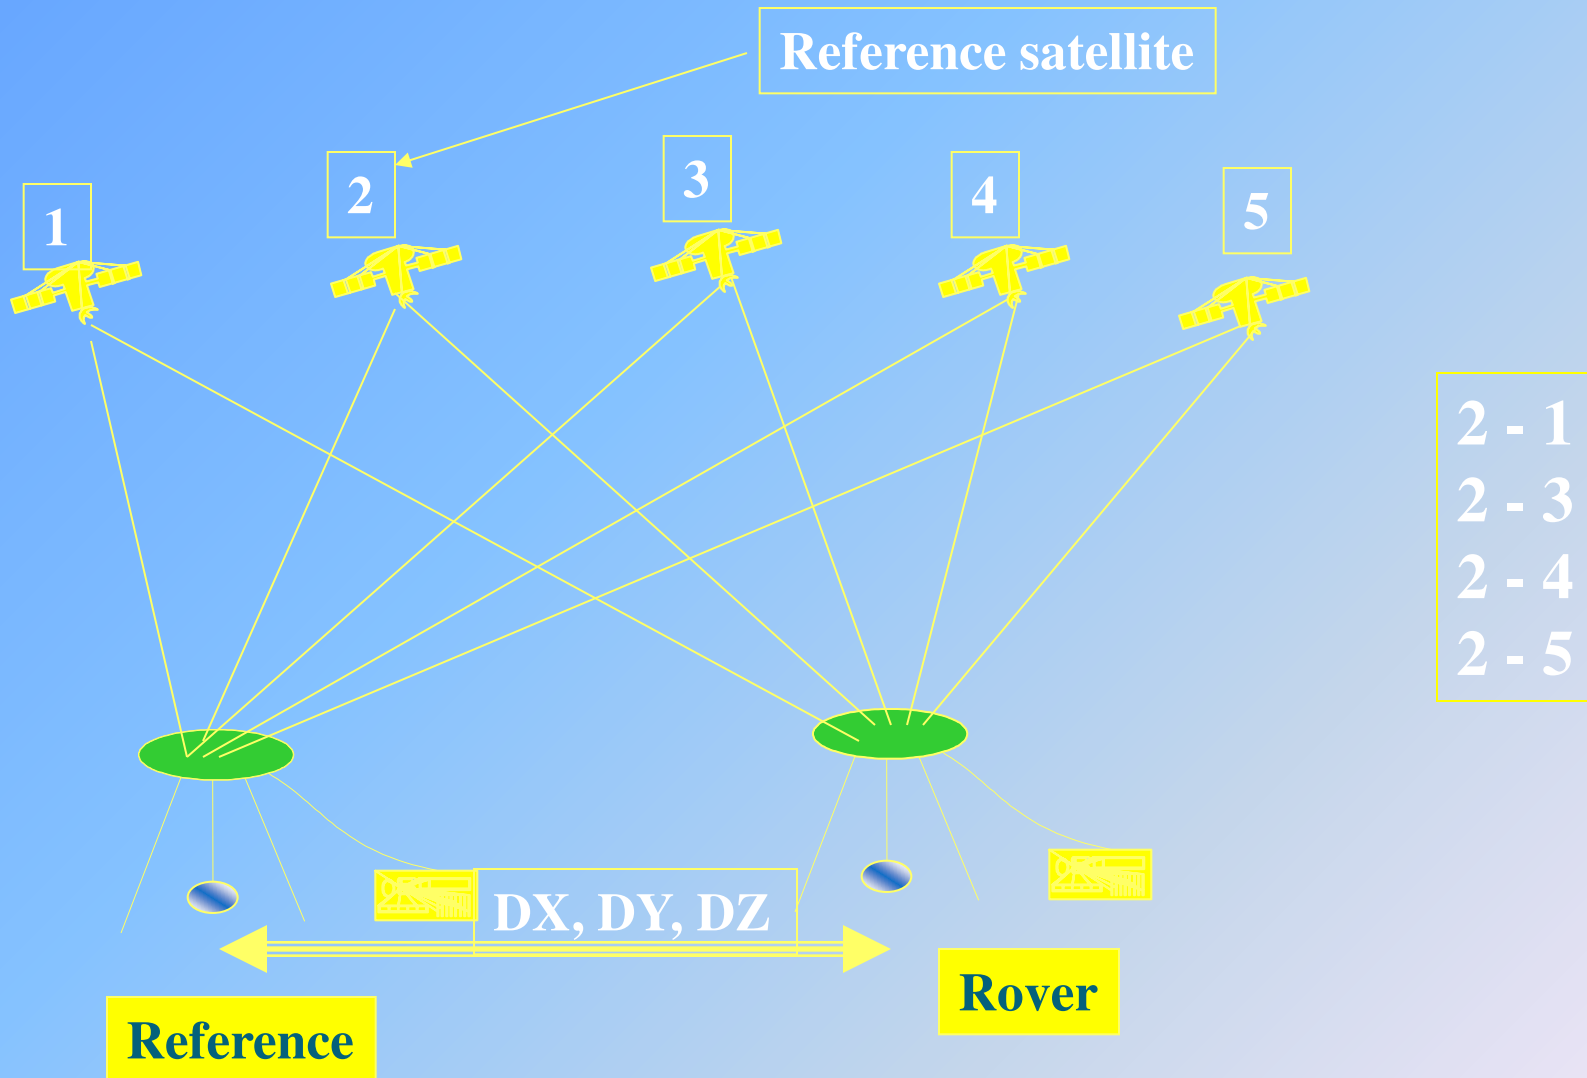 Reference satellite
1
2
3
4
5
2 - 1
2 - 3
2 - 4
2 - 5
DX, DY, DZ
Rover
Reference